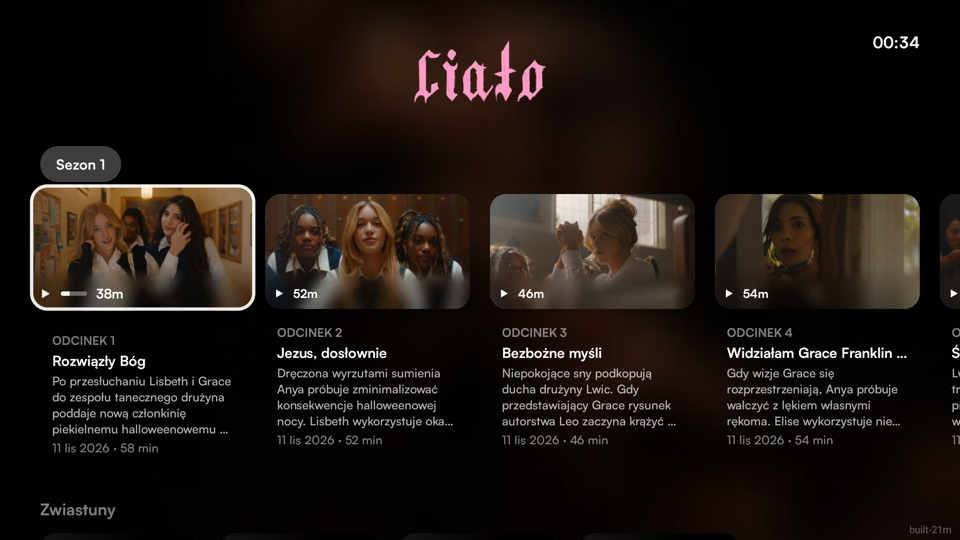 Ciało
00:34
Sezon 1
38m
52m
46m
54m
ODCINEK 1
Rozwiązły Bóg
Po przesłuchaniu Lisbeth i Grace
do zespołu tanecznego drużyna
poddaje nową członkinię
piekielnemu halloweenowemu ...
11 lis 2026 · 58 min
ODCINEK 2
Jezus, dosłownie
Dręczona wyrzutami sumienia
Anya próbuje zminimalizować
konsekwencje halloweenowej
nocy. Lisbeth wykorzystuje oka...
11 lis 2026 · 52 min
ODCINEK 3
Bezbożne myśli
Niepokojące sny podkopują
ducha drużyny Lwic. Gdy
przedstawiający Grace rysunek
autorstwa Leo zaczyna krążyć ...
11 lis 2026 · 46 min
ODCINEK 4
Widziałam Grace Franklin ...
Gdy wizje Grace się
rozprzestrzeniają, Anya próbuje
walczyć z lękiem własnymi
rękoma. Elise wykorzystuje nie...
11 lis 2026 · 54 min
Zwiastuny
built-21m